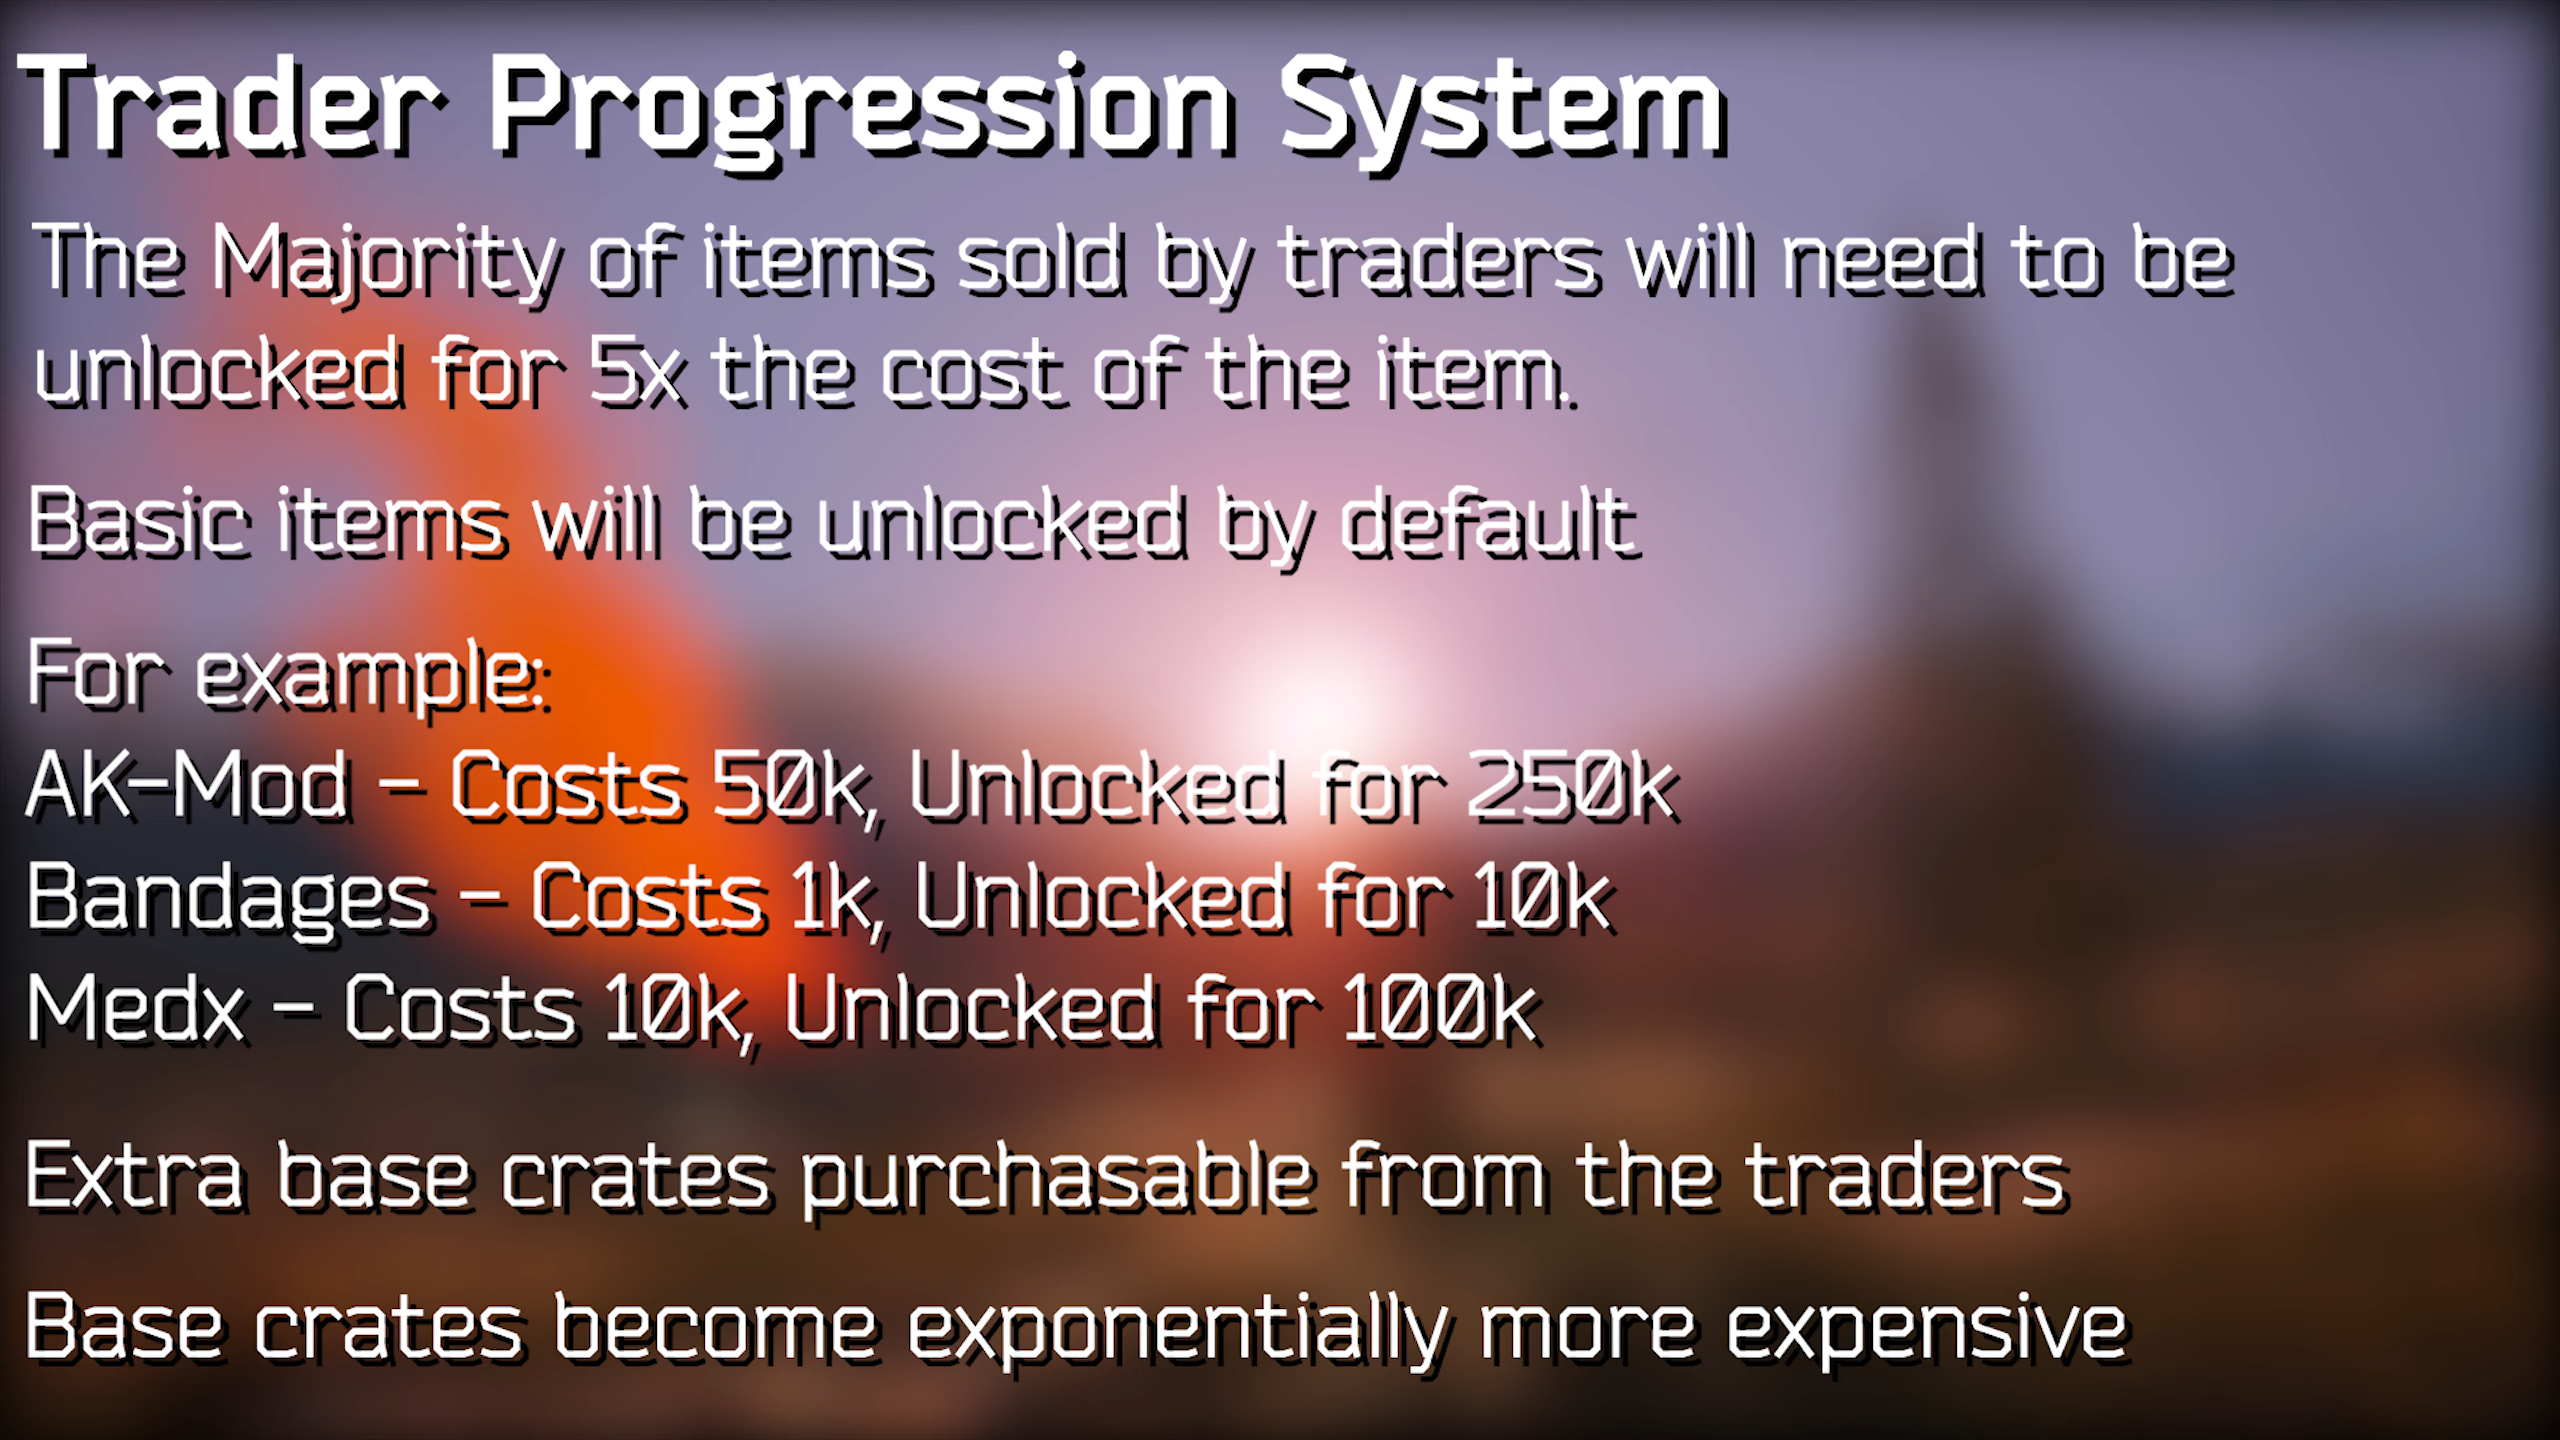 Trader Progression System
The Majority of items sold by traders will need to be
unlocked for 5x the cost of the item.
Basic items will be unlocked by default
For example:
AK-Mod - Costs 50k, Unlocked for 250k
Bandages - Costs 1k, Unlocked for 10k
Medx - Costs 10k, Unlocked for 100k
Extra base crates purchasable from the traders
Base crates become exponentially more expensive